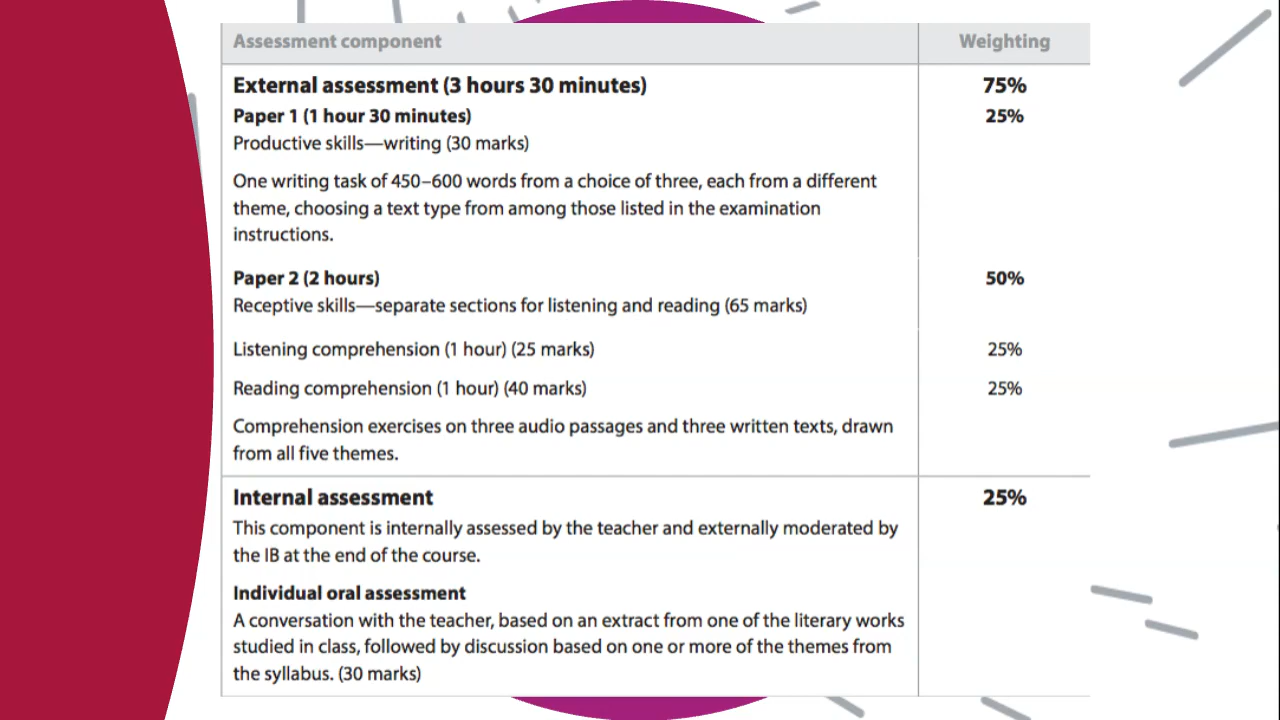 Assessment component Weighting
External assessment (3 hours 30 minutes) 75%
Paper 1 (1 hour 30 minutes) 25%
Productive skills—writing (30 marks)
One writing task of 450–600 words from a choice of three, each from a different
theme, choosing a text type from among those listed in the examination
instructions.
Paper 2 (2 hours) 50%
Receptive skills—separate sections for listening and reading (65 marks)
Listening comprehension (1 hour) (25 marks) 25%
Reading comprehension (1 hour) (40 marks) 25%
Comprehension exercises on three audio passages and three written texts, drawn
from all five themes.
Internal assessment 25%
This component is internally assessed by the teacher and externally moderated by
the IB at the end of the course.
Individual oral assessment
A conversation with the teacher, based on an extract from one of the literary works
studied in class, followed by discussion based on one or more of the themes from
the syllabus. (30 marks)